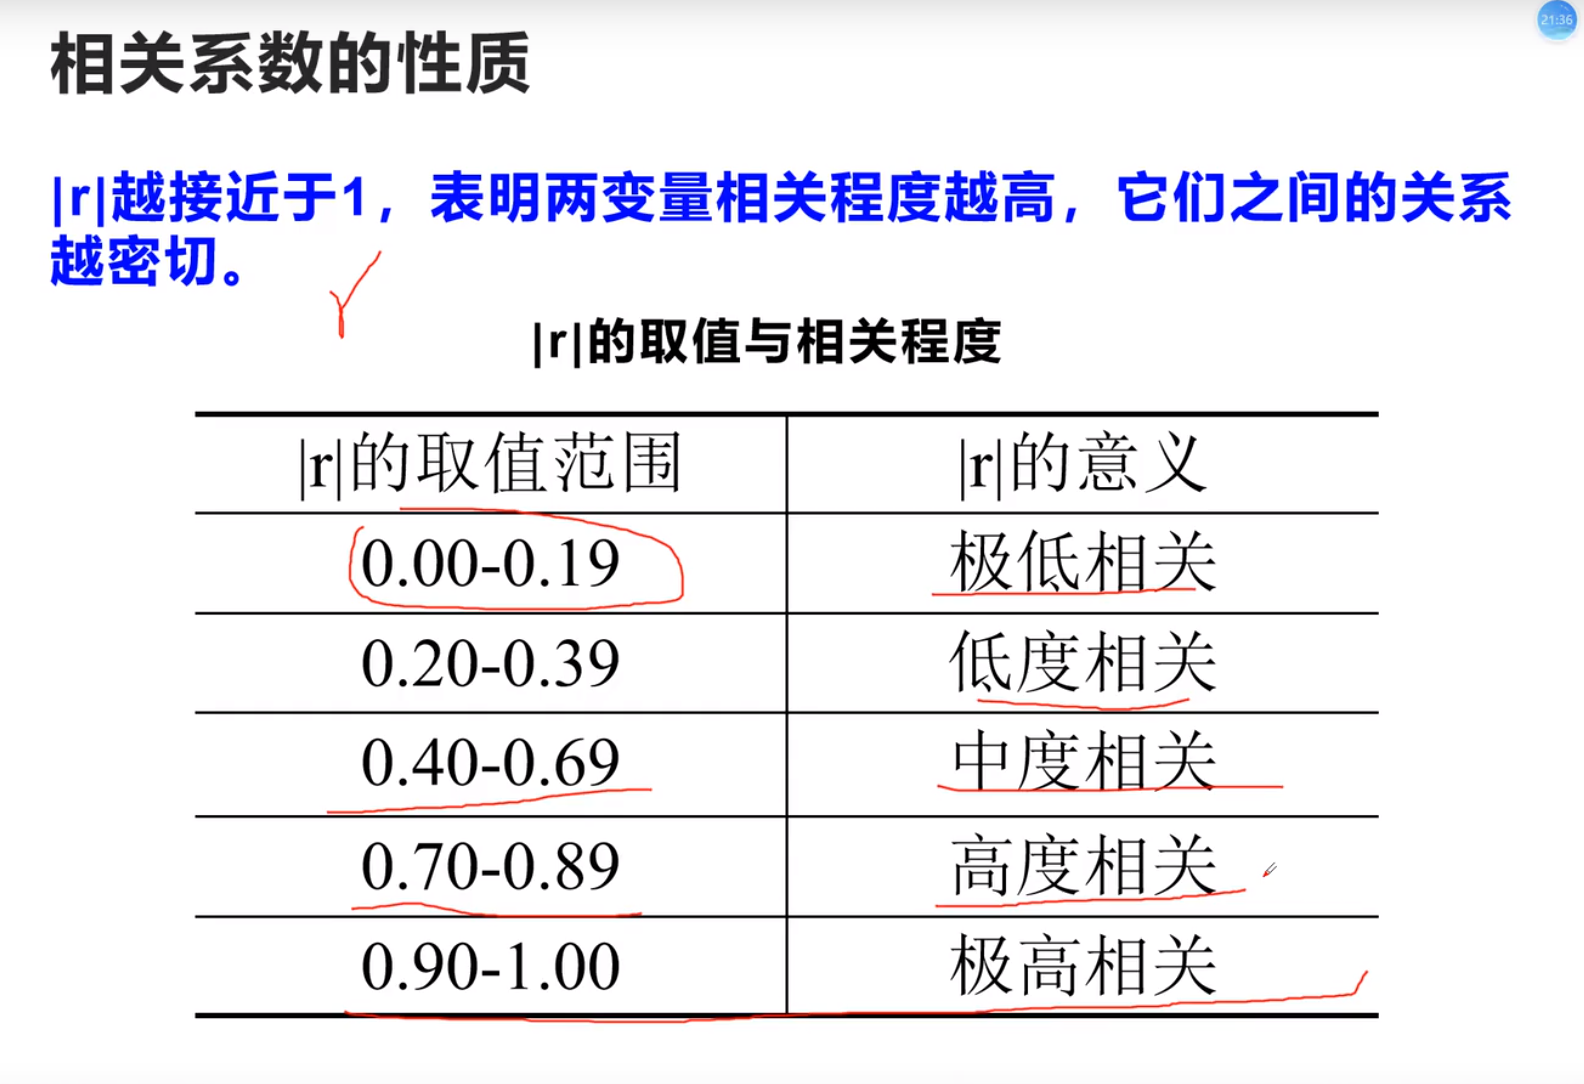 21:36
相关系数的性质
|r|越接近于1，表明两变量相关程度越高，它们之间的关系
越密切。
|r|的取值与相关程度
|r|的取值范围 |r|的意义
0.00-0.19 极低相关
0.20-0.39 低度相关
0.40-0.69 中度相关
0.70-0.89 高度相关
0.90-1.00 极高相关